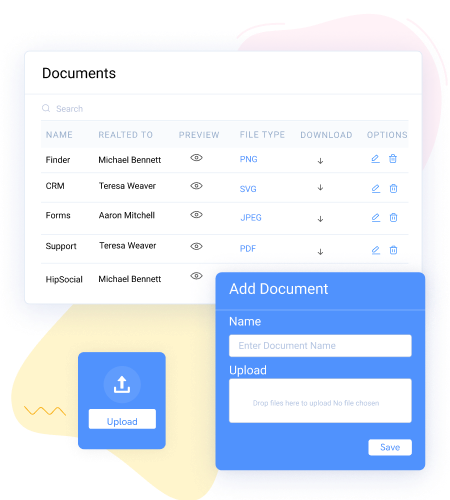 Documents
Search
NAME REALTED TO PREVIEW FILE TYPE DOWNLOAD OPTIONS
Finder Michael Bennett PNG
CRM Teresa Weaver SVG
Forms Aaron Mitchell JPEG
Support Teresa Weaver PDF
HipSocial Michael Bennett
Add Document
Name
Enter Document Name
Upload
Drop files here to upload No file chosen
Save
Upload